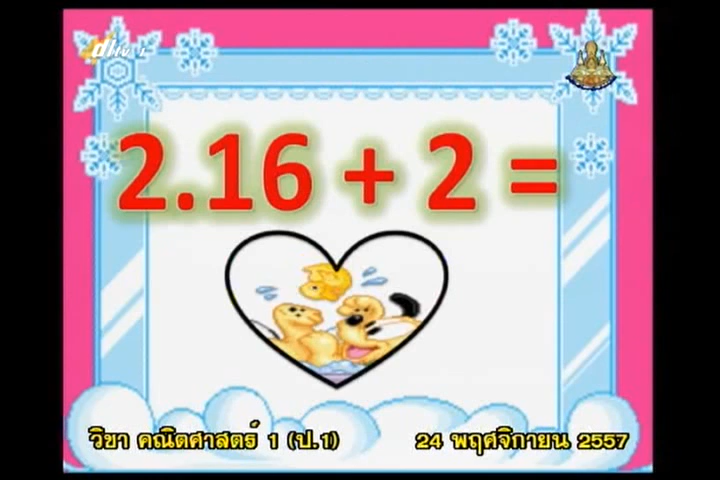 2.16 + 2 =
วิชา คณิตศาสตร์ 1 (ป.1)
24 พฤศจิกายน 2557